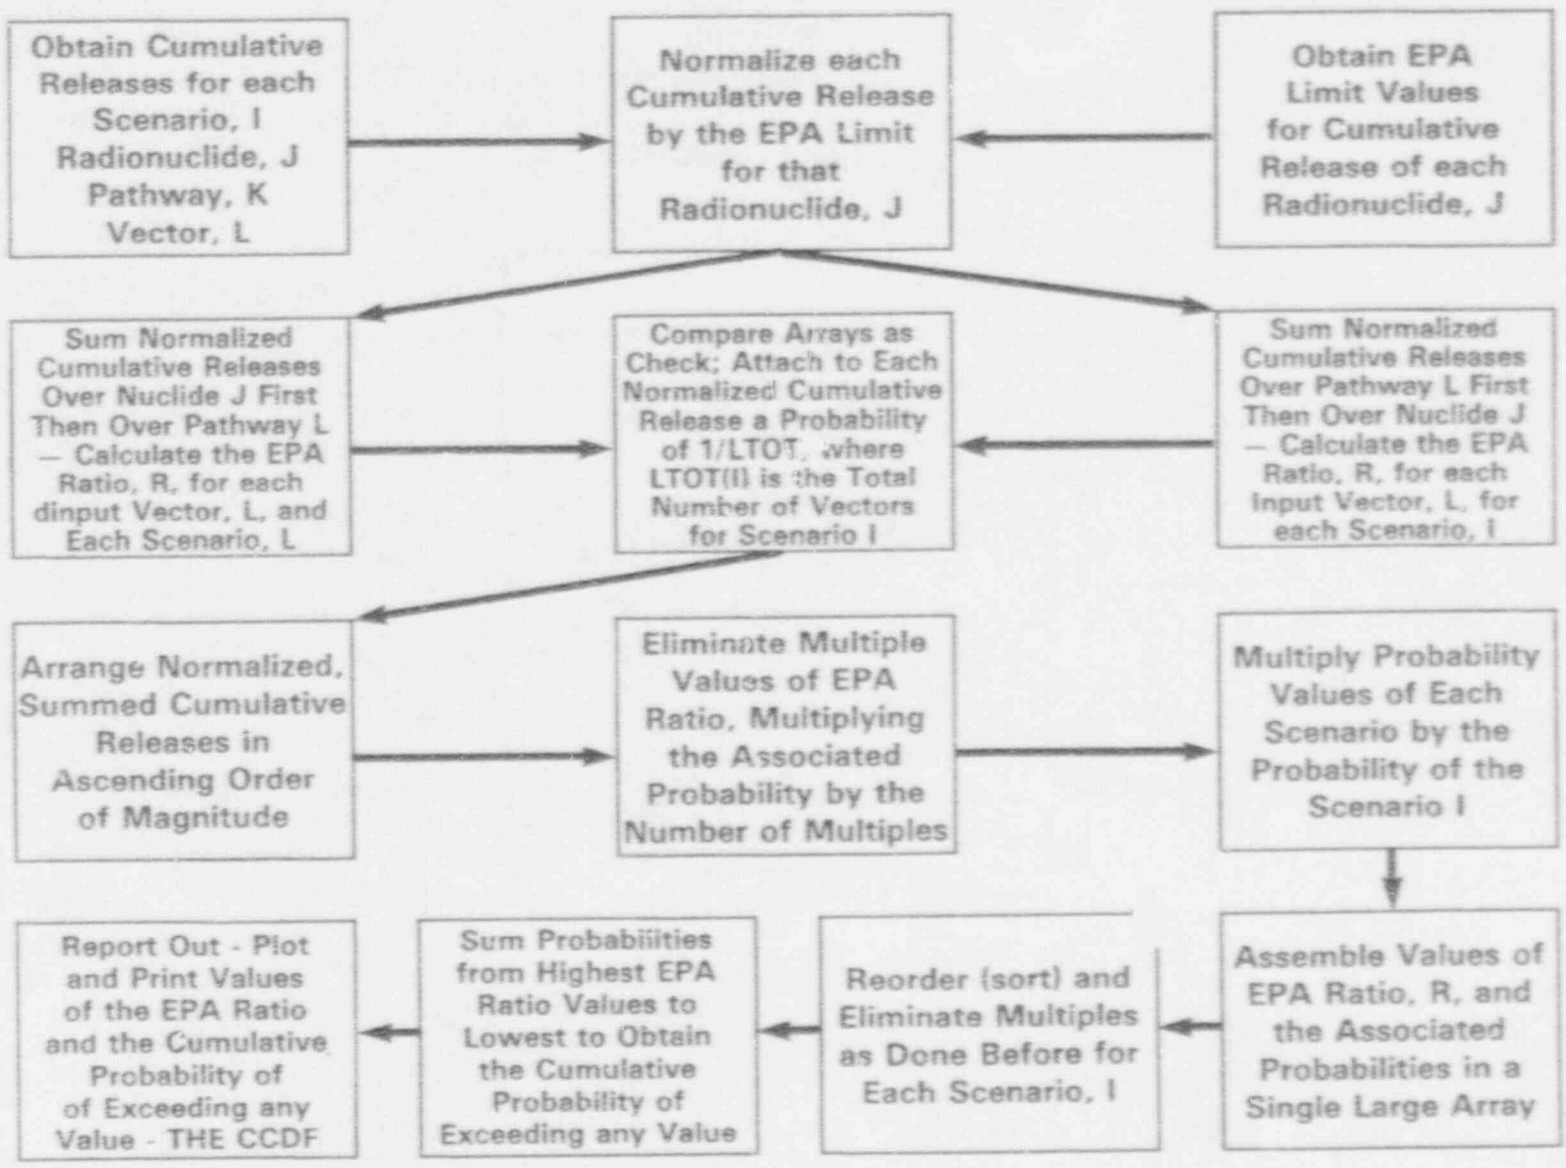 Obtain Cumulative
Releases for each
Scenario, I
Radionuclide, J
Pathway, K
Vector, L
Normalize each
Cumulative Release
by the EPA Limit
for that
Radionuclide, J
Obtain EPA
Limit Values
for Cumulative
Release of each
Radionuclide, J
Sum Normalized
Cumulative Releases
Over Nuclide J First
Then Over Pathway L
— Calculate the EPA
Ratio, R, for each
dinput Vector, L, and
Each Scenario, L
Compare Arrays as
Check; Attach to Each
Normalized Cumulative
Release a Probability
of 1/LTOT, where
LTOT(I) is the Total
Number of Vectors
for Scenario I
Sum Normalized
Cumulative Releases
Over Pathway L First
Then Over Nuclide J
— Calculate the EPA
Ratio, R, for each
Input Vector, L, for
each Scenario, I
Arrange Normalized,
Summed Cumulative
Releases in
Ascending Order
of Magnitude
Eliminate Multiple
Values of EPA
Ratio, Multiplying
the Associated
Probability by the
Number of Multiples
Multiply Probability
Values of Each
Scenario by the
Probability of the
Scenario I
Assemble Values of
EPA Ratio, R, and
the Associated
Probabilities in a
Single Large Array
Reorder (sort) and
Eliminate Multiples
as Done Before for
Each Scenario, I
Sum Probabilities
from Highest EPA
Ratio Values to
Lowest to Obtain
the Cumulative
Probability of
Exceeding any Value
Report Out - Plot
and Print Values
of the EPA Ratio
and the Cumulative
Probability of
of Exceeding any
Value - THE CCDF